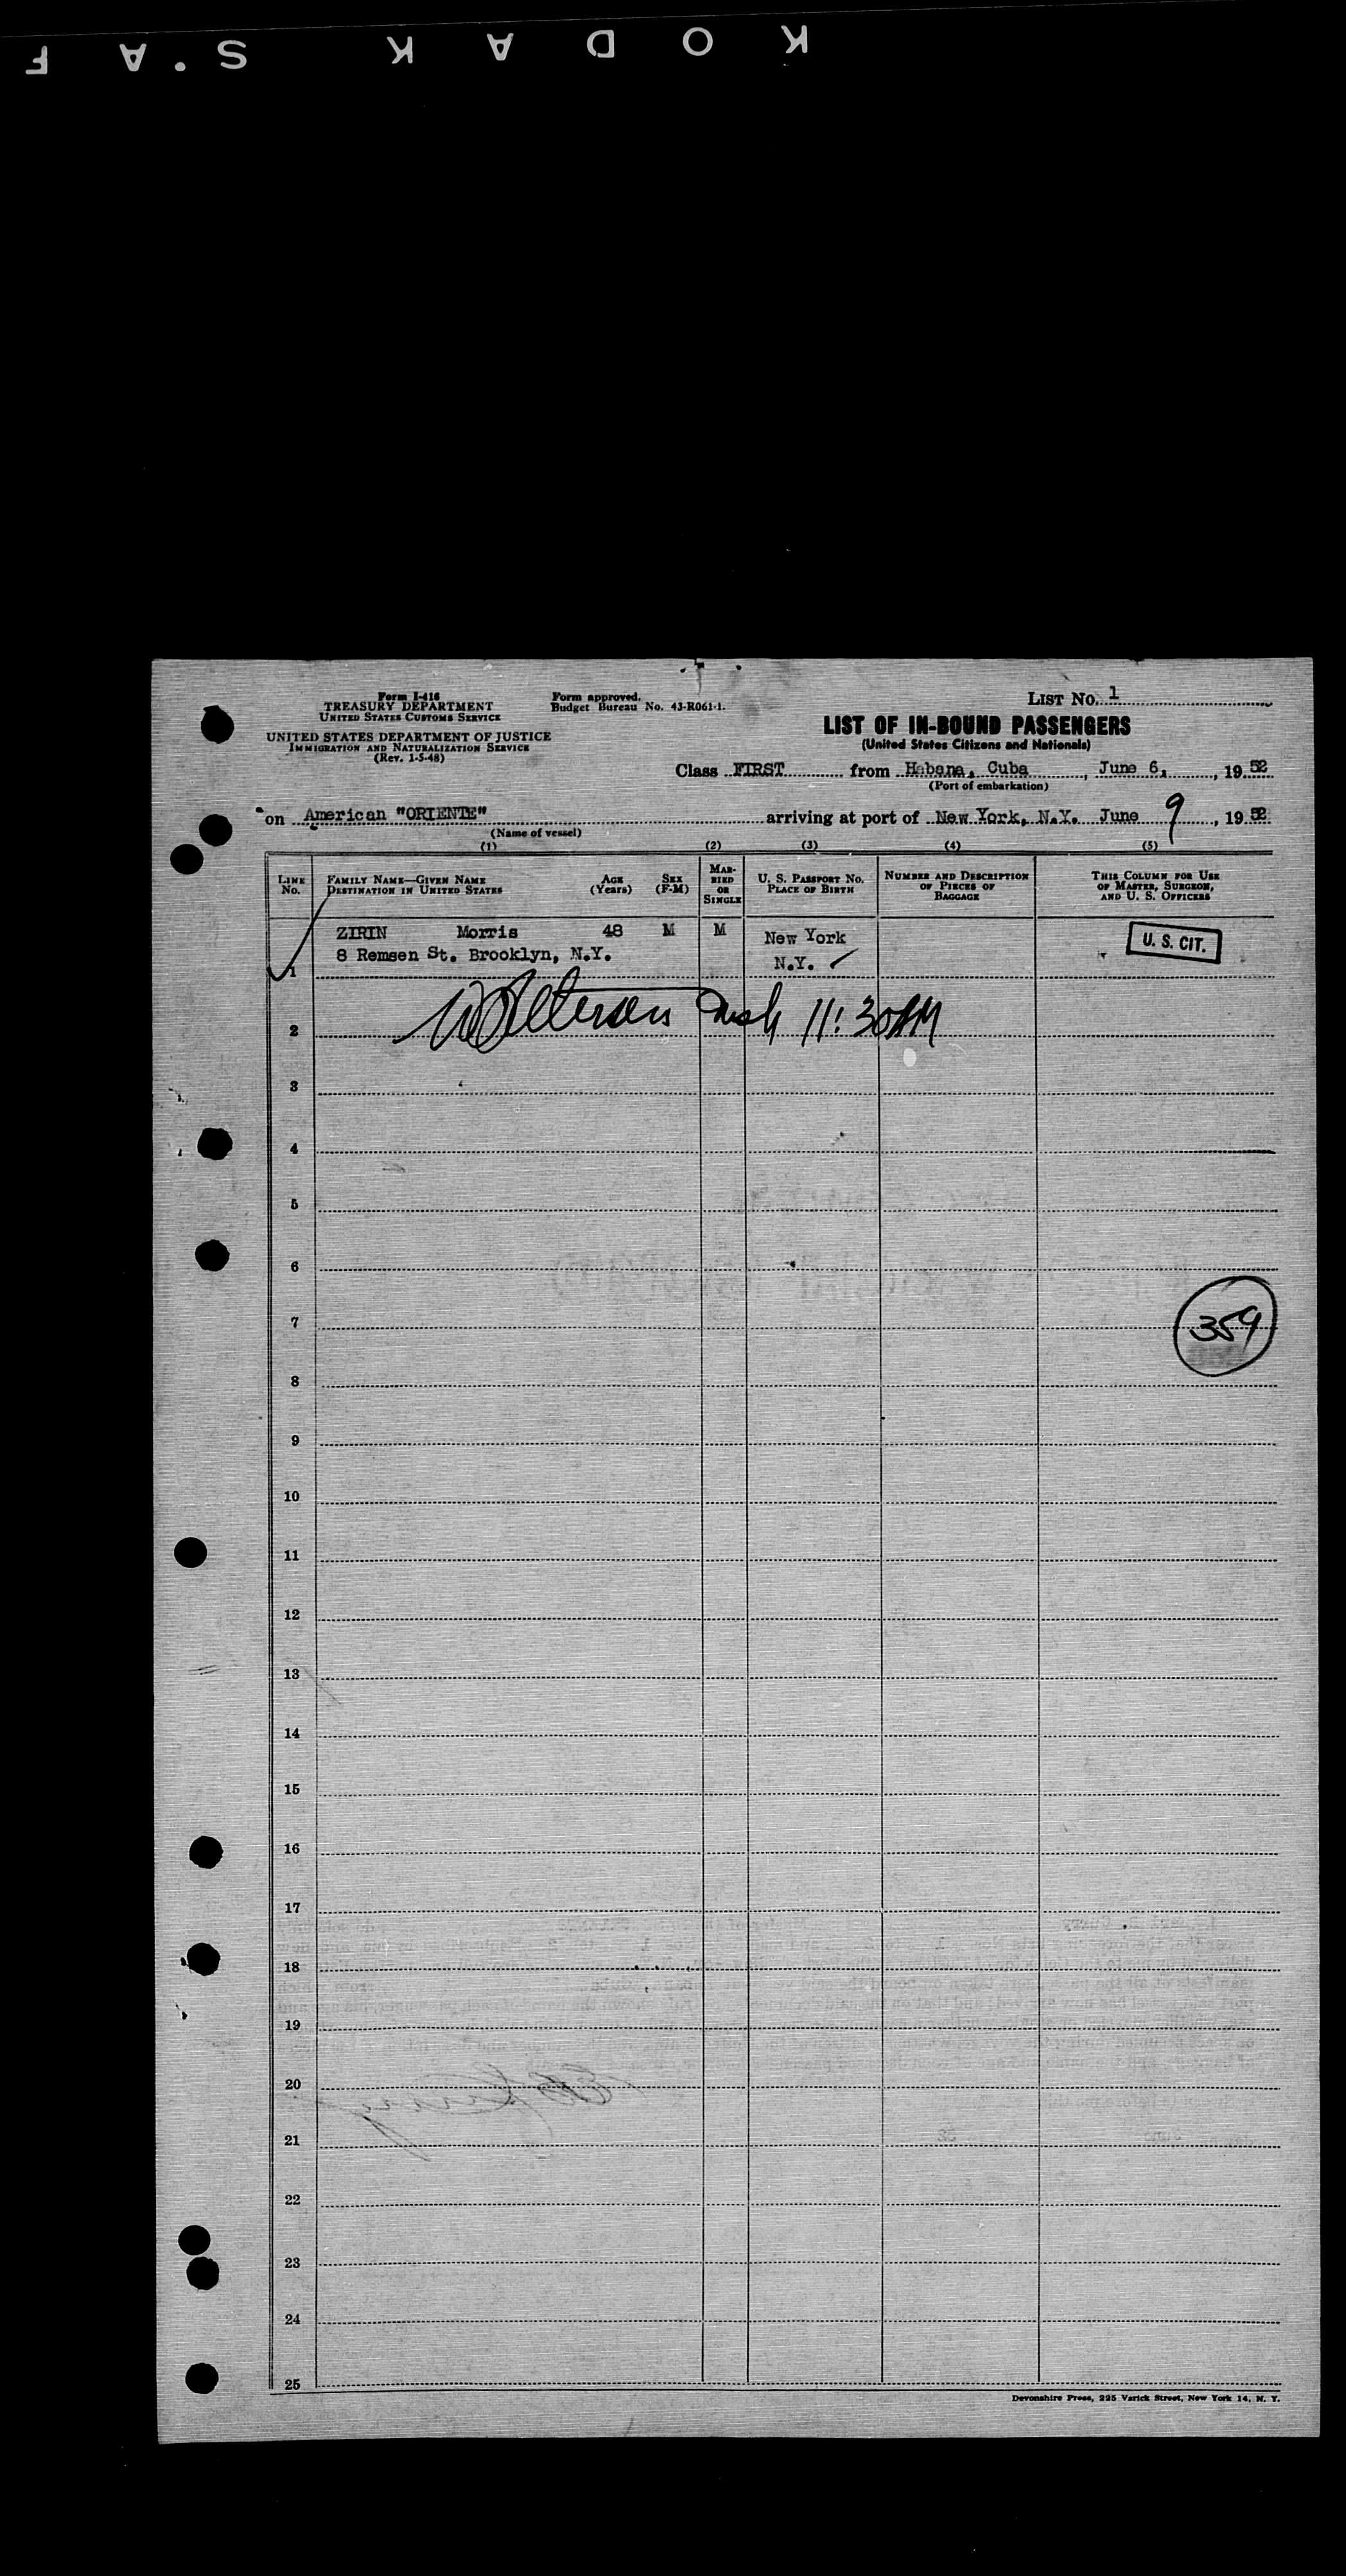 KODAK S.AF
Form I-416
TREASURY DEPARTMENT
UNITED STATES CUSTOMS SERVICE
UNITED STATES DEPARTMENT OF JUSTICE
IMMIGRATION AND NATURALIZATION SERVICE
(Rev. 1-5-48)
Form approved.
Budget Bureau No. 43-R061-1.
LIST No. 1
LIST OF IN-BOUND PASSENGERS
(United States Citizens and Nationals)
Class FIRST from Habana, Cuba, June 6, 1952
(Port of embarkation)
on American "ORIENTE" arriving at port of New York, N.Y. June 9, 1952
(Name of vessel)
(1) (2) (3) (4) (5)
LINE No. FAMILY NAME—GIVEN NAME DESTINATION IN UNITED STATES AGE (Years) SEX (F-M) MARRIED OR SINGLE U. S. PASSPORT NO. PLACE OF BIRTH NUMBER AND DESCRIPTION OF PIECES OF BAGGAGE THIS COLUMN FOR USE OF MASTER, SURGEON, AND U. S. OFFICERS
ZIRIN Morris 48 M M New York U. S. CIT.
8 Remsen St. Brooklyn, N.Y. N.Y.
1
11:30AM
2
3
4
5
6
7
359
8
9
10
11
12
13
14
15
16
17
18
19
20
21
22
23
24
25
Devonshire Press, 225 Varick Street, New York 14, N. Y.